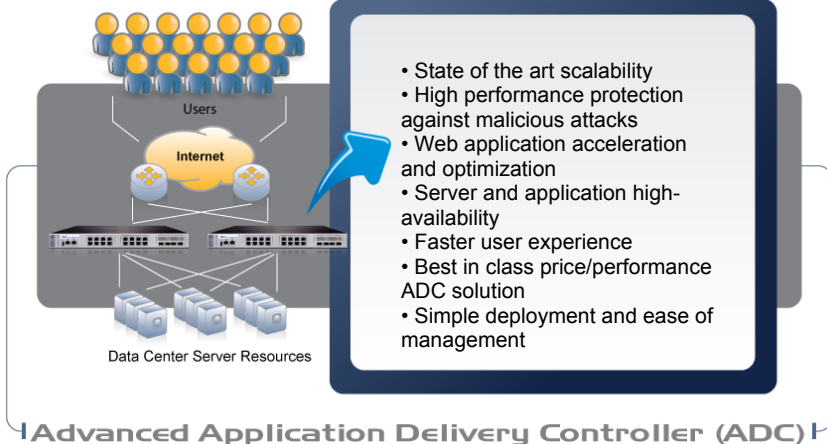 Users
Internet
Data Center Server Resources
• State of the art scalability
• High performance protection
against malicious attacks
• Web application acceleration
and optimization
• Server and application high-
availability
• Faster user experience
• Best in class price/performance
ADC solution
• Simple deployment and ease of
management
Advanced Application Delivery Controller (ADC)